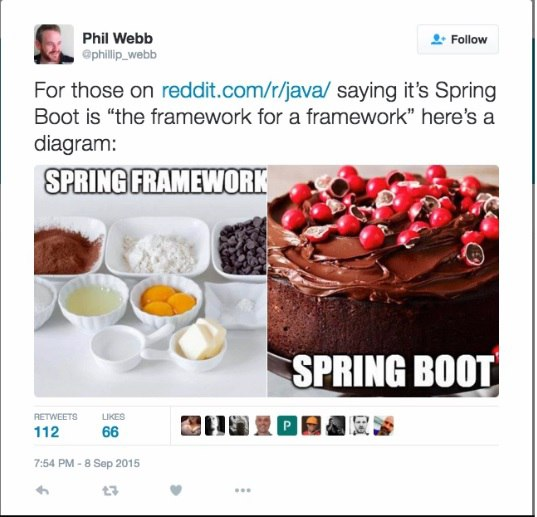 Phil Webb
@phillip_webb
Follow
For those on reddit.com/r/java/ saying it's Spring
Boot is “the framework for a framework” here's a
diagram:
SPRING FRAMEWORK
SPRING BOOT
RETWEETS
LIKES
112
66
P
7:54 PM - 8 Sep 2015